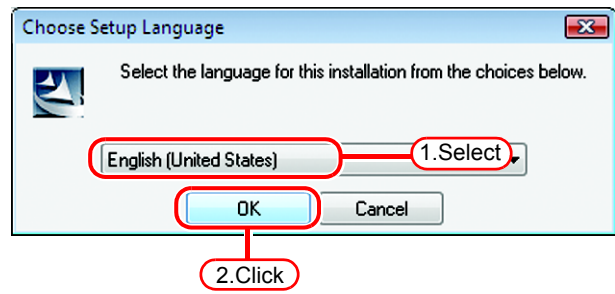 Choose Setup Language
Select the language for this installation from the choices below.
English (United States)
1.Select
OK
Cancel
2.Click